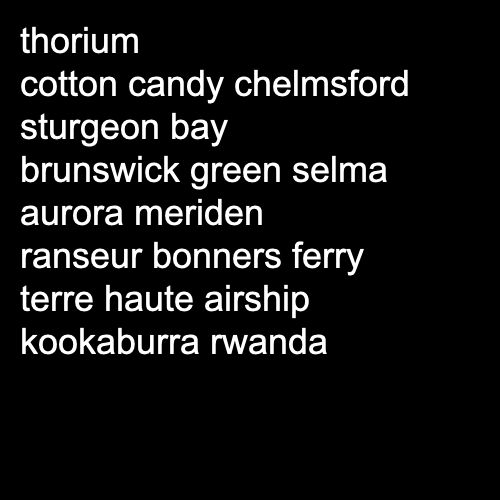 thorium
cotton candy chelmsford
sturgeon bay
brunswick green selma
aurora meriden
ranseur bonners ferry
terre haute airship
kookaburra rwanda